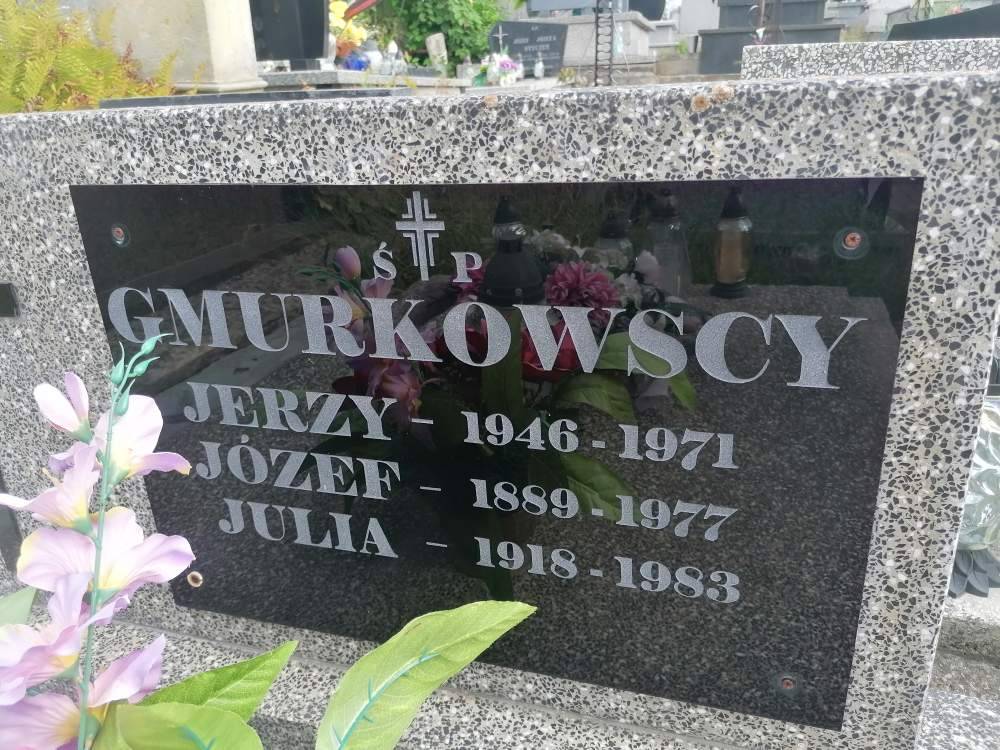 Ś P
GMURKOWSCY
JERZY - 1946 - 1971
JÓZEF - 1889 - 1977
JULIA - 1918 - 1983